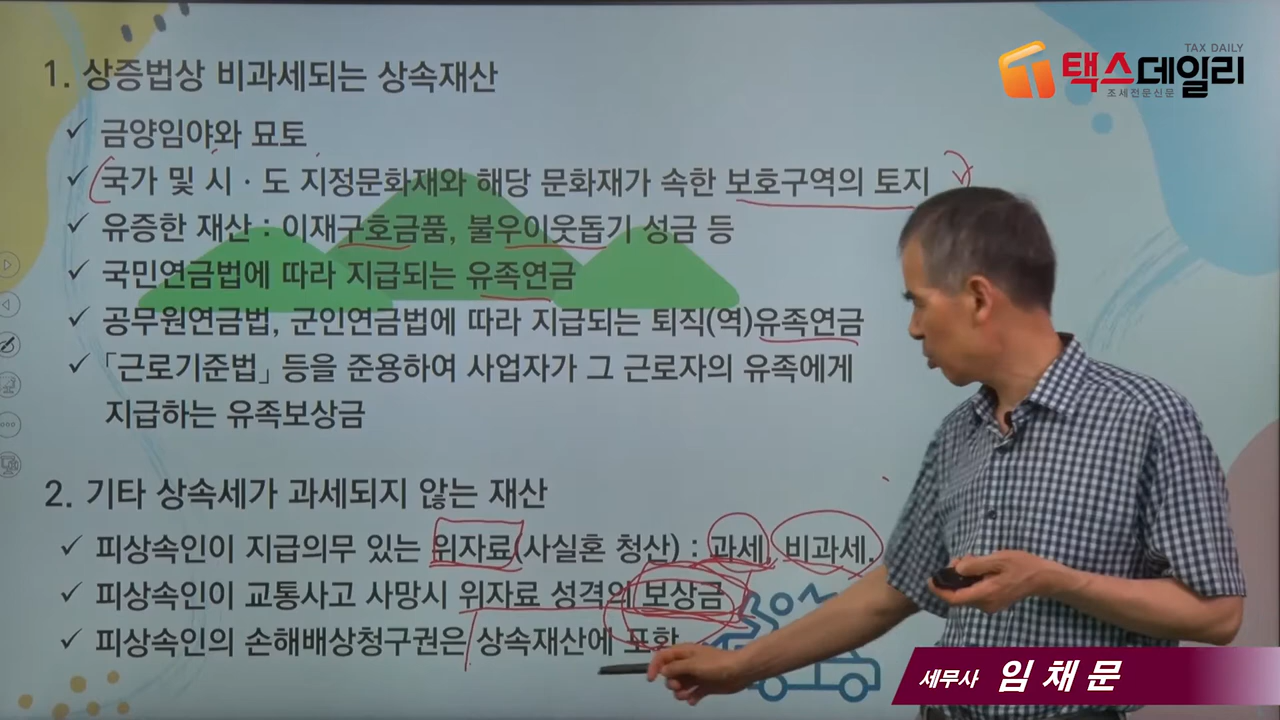 TAX DAILY
택스데일리
조세전문신문
1. 상증법상 비과세되는 상속재산
✓ 금양임야와 묘토
✓ 국가 및 시·도 지정문화재와 해당 문화재가 속한 보호구역의 토지
✓ 유증한 재산 : 이재구호금품, 불우이웃돕기 성금 등
✓ 국민연금법에 따라 지급되는 유족연금
✓ 공무원연금법, 군인연금법에 따라 지급되는 퇴직(역)유족연금
✓ 「근로기준법」 등을 준용하여 사업자가 그 근로자의 유족에게
지급하는 유족보상금
2. 기타 상속세가 과세되지 않는 재산
✓ 피상속인이 지급의무 있는 위자료(사실혼 청산) : 과세, 비과세.
✓ 피상속인이 교통사고 사망시 위자료 성격의 보상금
✓ 피상속인의 손해배상청구권은 상속재산에 포함
세무사 임채문